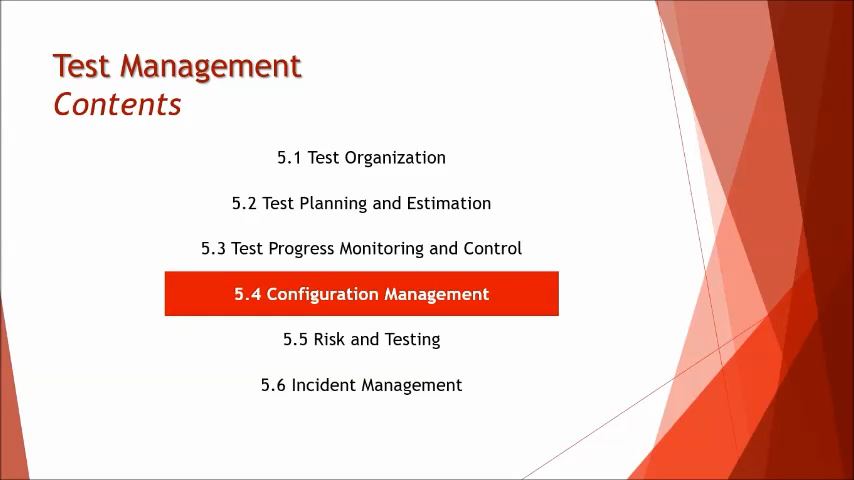 Test Management
Contents
5.1 Test Organization
5.2 Test Planning and Estimation
5.3 Test Progress Monitoring and Control
5.4 Configuration Management
5.5 Risk and Testing
5.6 Incident Management